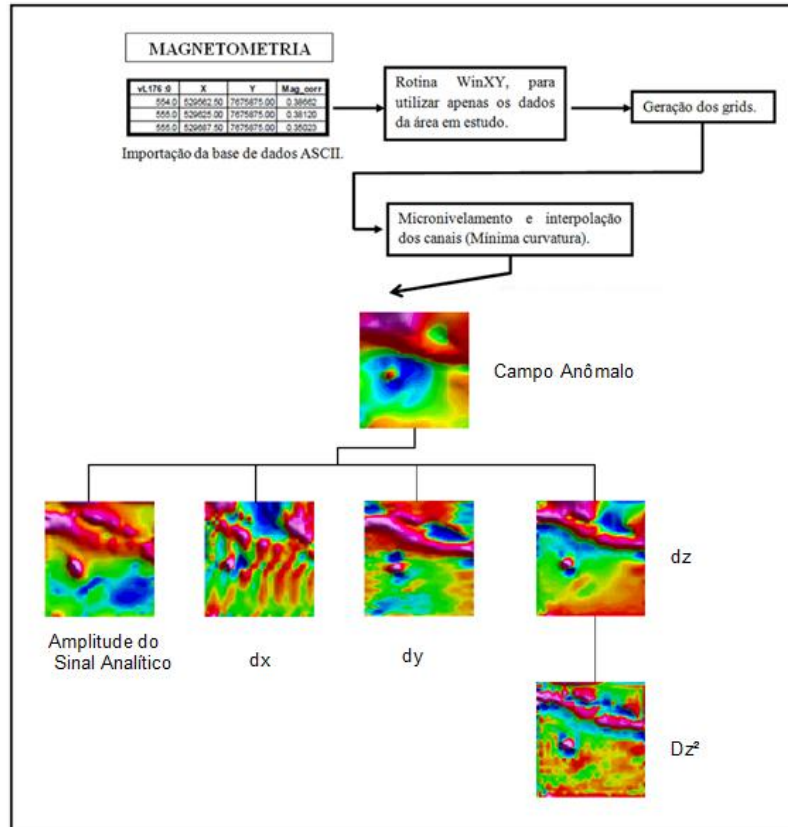 MAGNETOMETRIA
vL176 :0 X Y Mag_corr
554.0 529562.50 7675875.00 0.38662
555.0 529625.00 7675875.00 0.38120
555.0 529687.50 7675875.00 0.35023
Importação da base de dados ASCII.
Rotina WinXY, para
utilizar apenas os dados
da área em estudo.
Geração dos grids.
Micronivelamento e interpolação
dos canais (Mínima curvatura).
Campo Anômalo
Amplitude do
Sinal Analítico
dx
dy
dz
Dz²